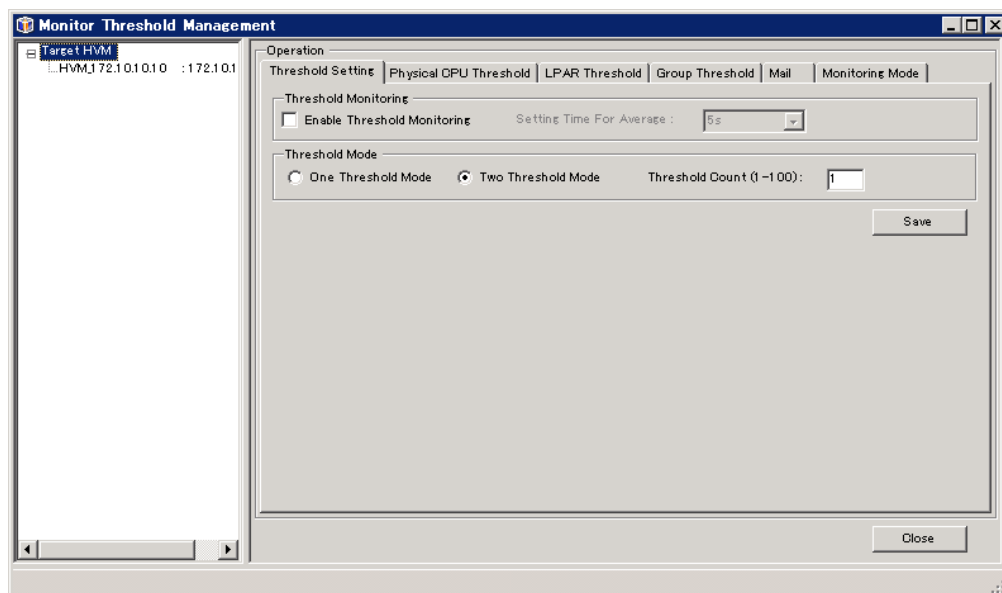 Monitor Threshold Management
Target HVM
HVM_172.10.10.10 :172.10.1
Operation
Threshold Setting Physical CPU Threshold LPAR Threshold Group Threshold Mail Monitoring Mode
Threshold Monitoring
Enable Threshold Monitoring Setting Time For Average : 5s
Threshold Mode
One Threshold Mode Two Threshold Mode Threshold Count (1-100): 1
Save
Close